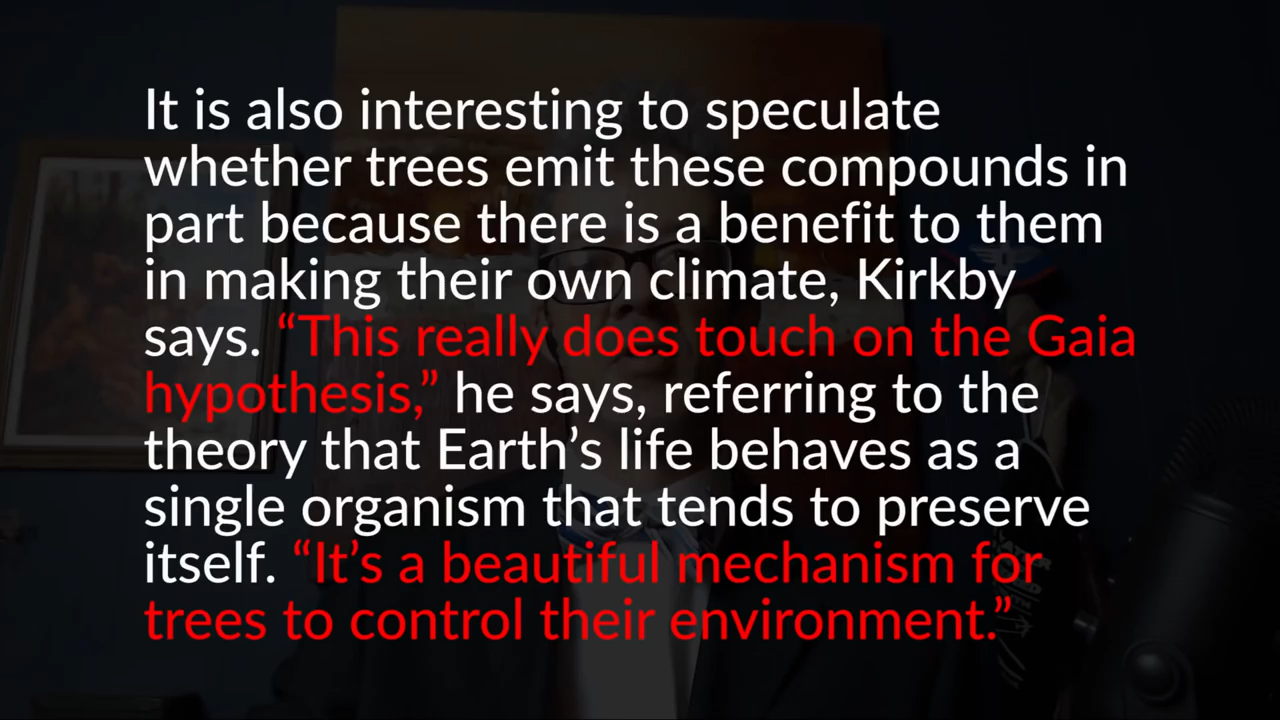 It is also interesting to speculate
whether trees emit these compounds in
part because there is a benefit to them
in making their own climate, Kirkby
says. “This really does touch on the Gaia
hypothesis,” he says, referring to the
theory that Earth’s life behaves as a
single organism that tends to preserve
itself. “It’s a beautiful mechanism for
trees to control their environment.”